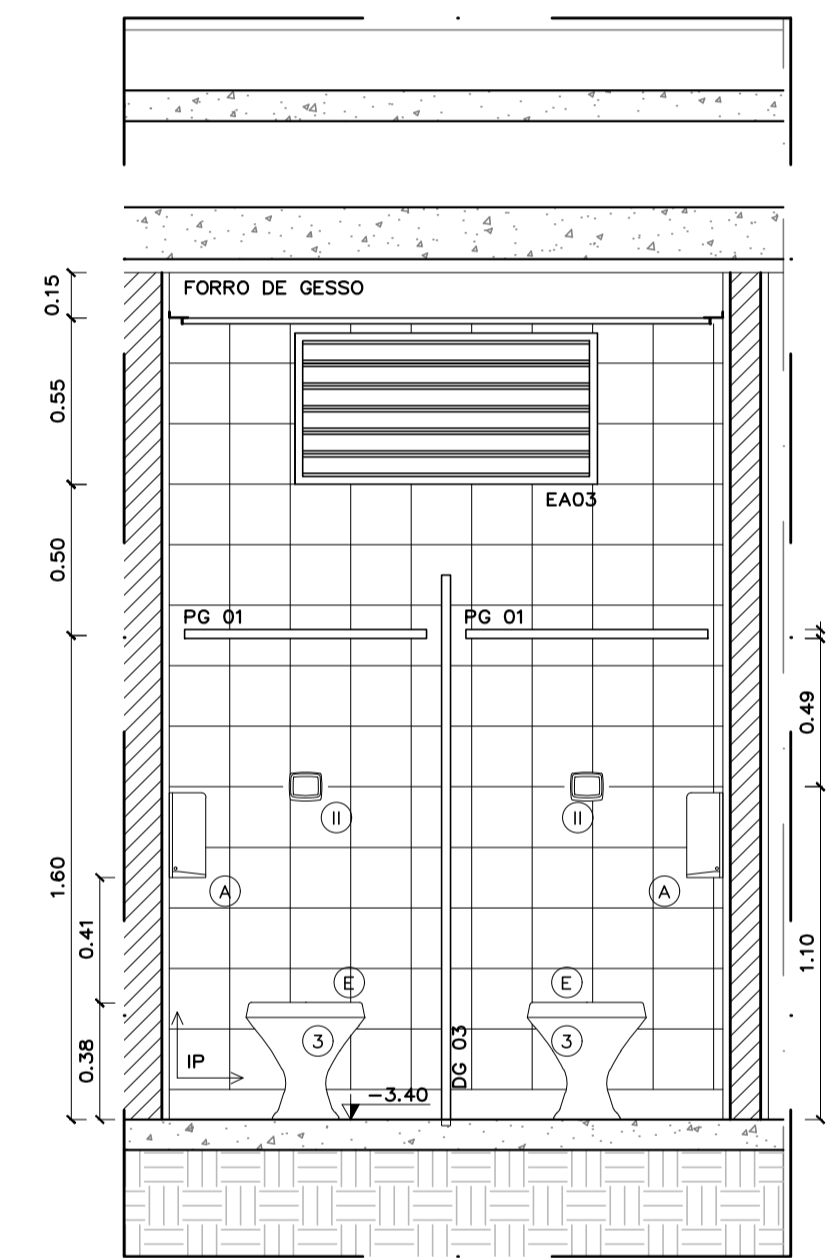 0.15
FORRO DE GESSO
0.55
EA03
0.50
PG 01
PG 01
0.49
II
II
1.60
A
A
0.41
1.10
E
E
3
3
DG 03
0.38
IP
-3.40